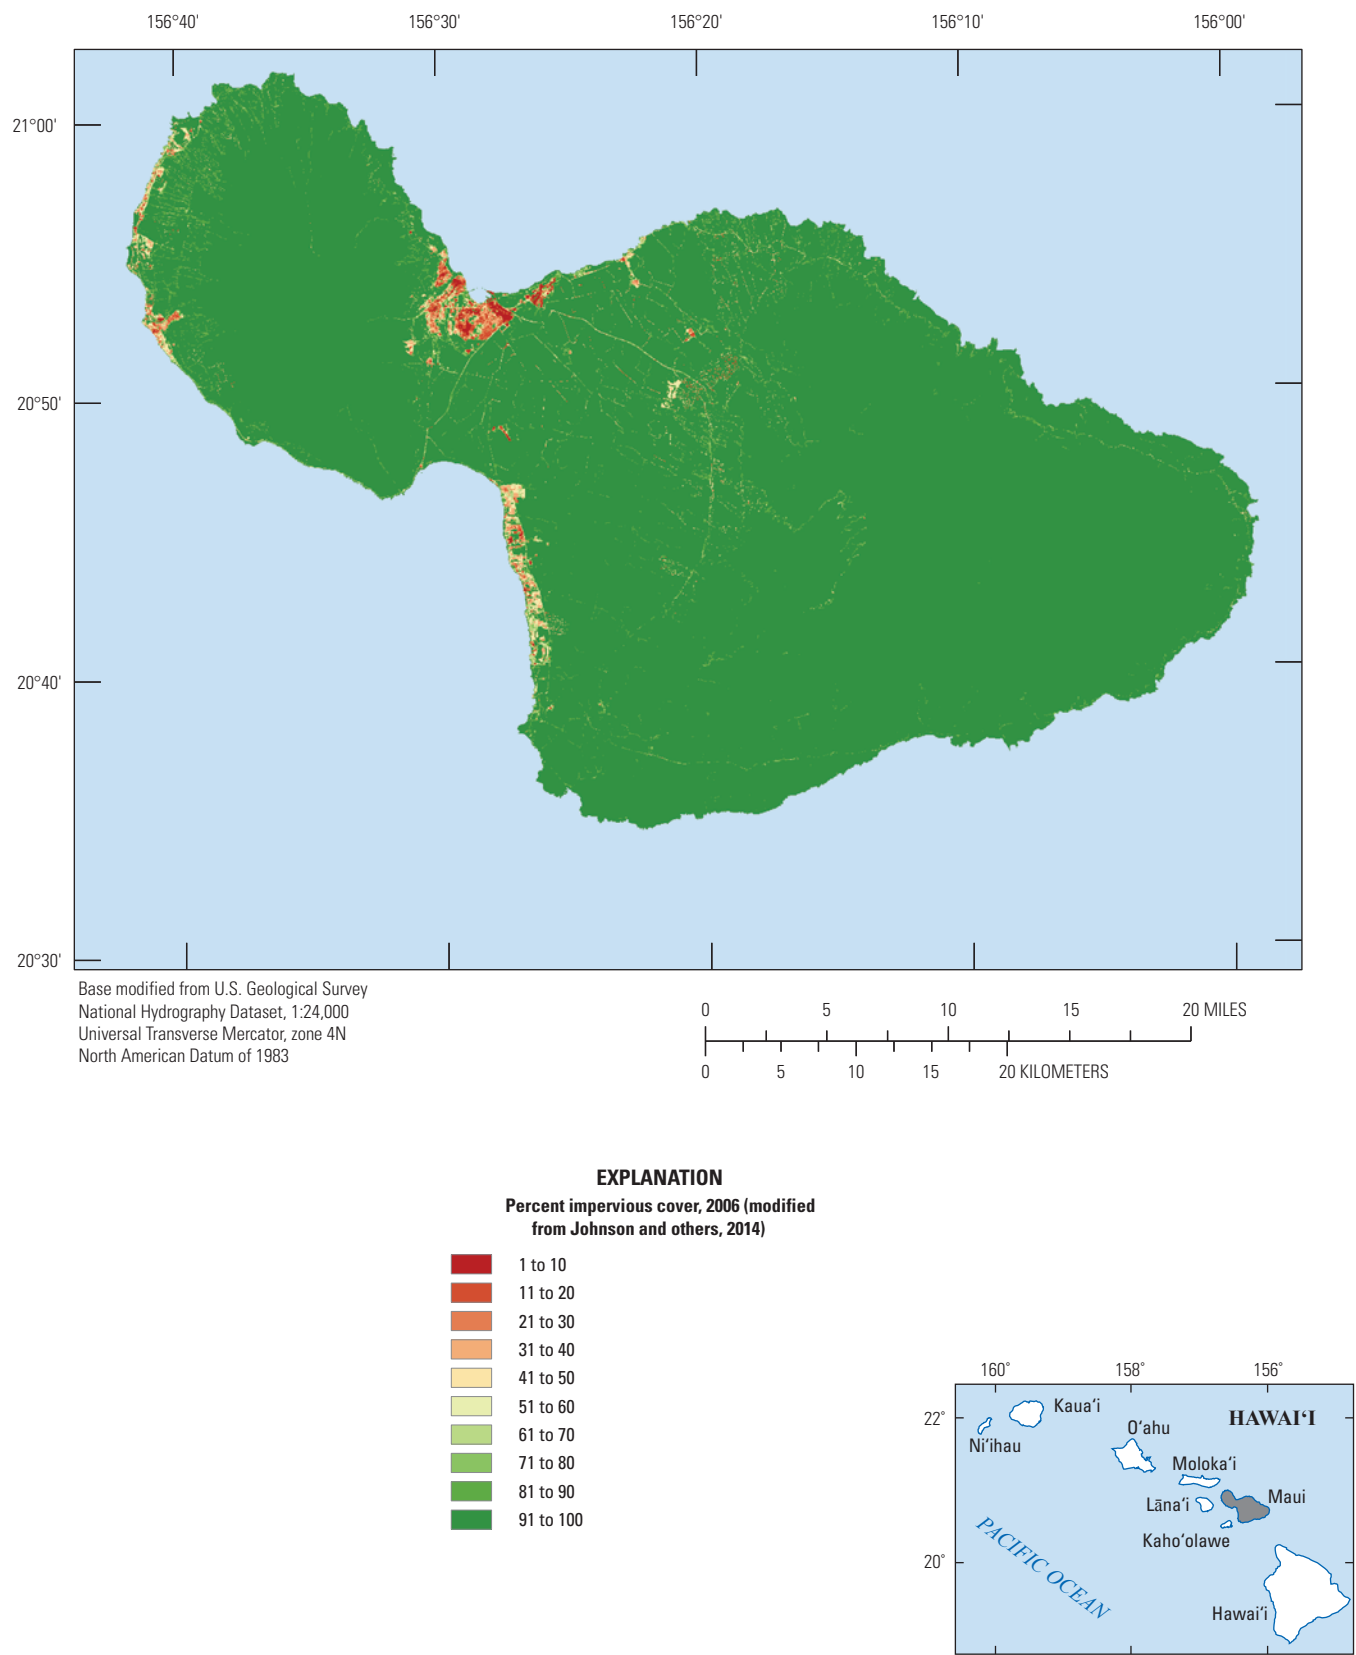 156°40'
156°30'
156°20'
156°10'
156°00'
21°00'
20°50'
20°40'
20°30'
Base modified from U.S. Geological Survey
National Hydrography Dataset, 1:24,000
Universal Transverse Mercator, zone 4N
North American Datum of 1983
0 5 10 15 20 MILES
0 5 10 15 20 KILOMETERS
EXPLANATION
Percent impervious cover, 2006 (modified
from Johnson and others, 2014)
1 to 10
11 to 20
21 to 30
31 to 40
41 to 50
51 to 60
61 to 70
71 to 80
81 to 90
91 to 100
160°
158°
156°
22°
20°
HAWAI‘I
Kaua‘i
Ni‘ihau
O‘ahu
Moloka‘i
Lāna‘i
Maui
Kaho‘olawe
PACIFIC OCEAN
Hawai‘i